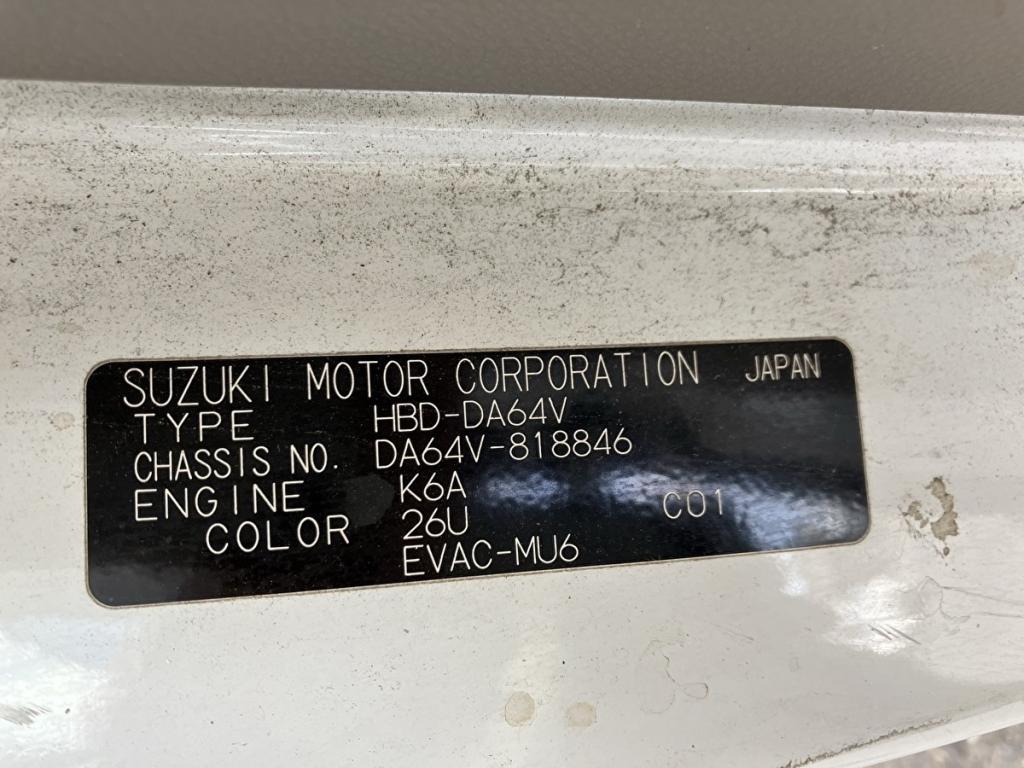 SUZUKI MOTOR CORPORATION JAPAN
TYPE HBD-DA64V
CHASSIS NO. DA64V-818846
ENGINE K6A
COLOR 26U C01
EVAC-MU6